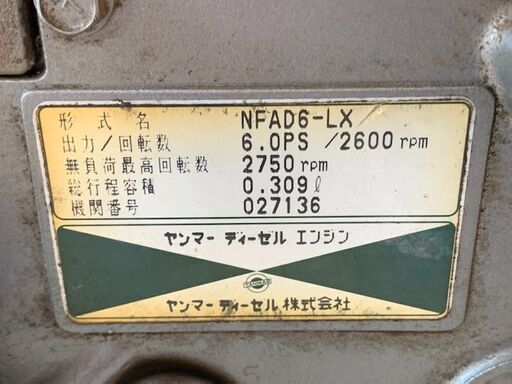 形式名 NFAD6-LX
出力/回転数 6.0PS/2600rpm
無負荷最高回転数 2750rpm
総行程容積 0.309ℓ
機関番号 027136
ヤンマーディーゼルエンジン
YANMAR
ヤンマーディーゼル株式会社